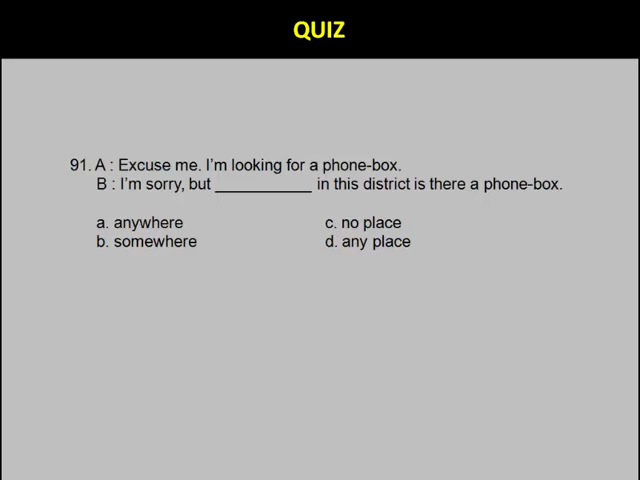 QUIZ
91. A : Excuse me. I'm looking for a phone-box.
B : I'm sorry, but ___________ in this district is there a phone-box.
a. anywhere
c. no place
b. somewhere
d. any place